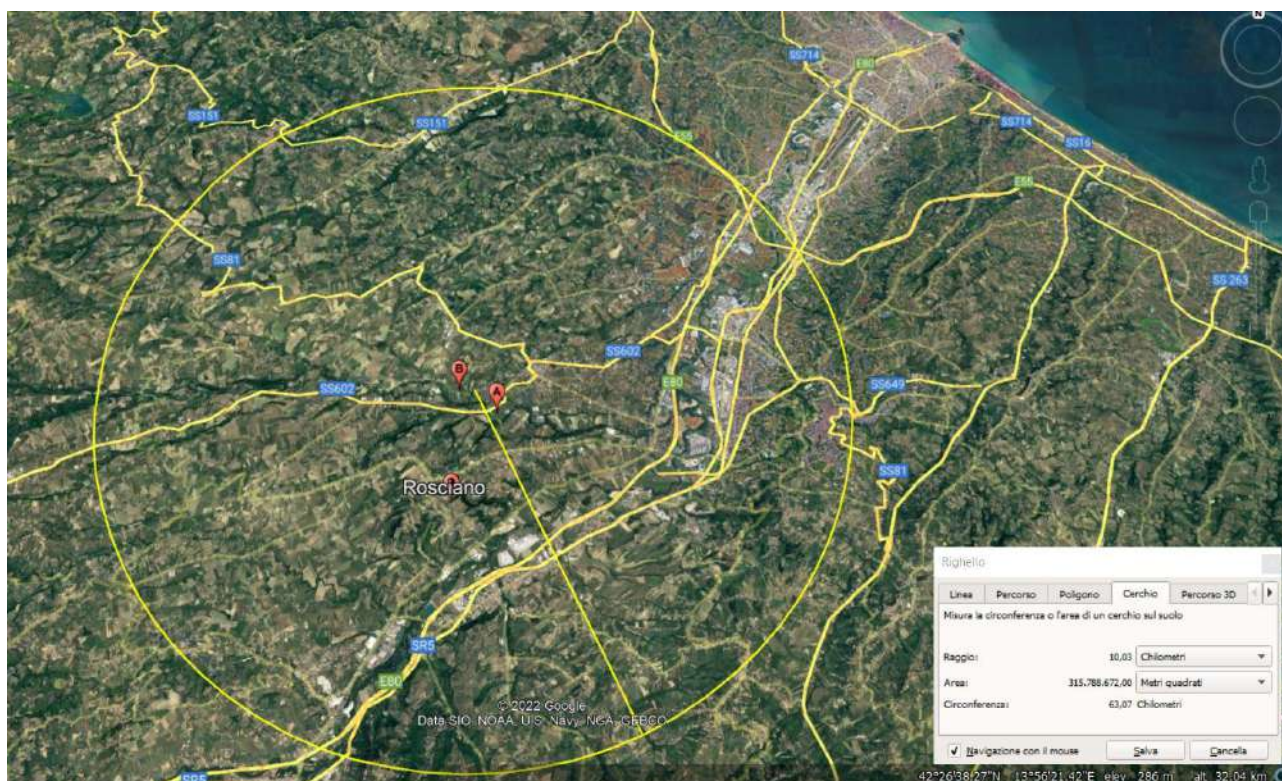 N
SS714
E80
SS151
SS151
E55
SS714
SS16
E55
SS81
SS 263
B
SS602
A
SS602
E80
SS649
SS81
Rosciano
SR5
E80
SR5
© 2022 Google
Data SIO, NOAA, U.S. Navy, NGA, GEBCO
Righello
Linea Percorso Poligono Cerchio Percorso 3D
Misura la circonferenza o l'area di un cerchio sul suolo
Raggio: 10,03 Chilometri
Area: 315.788.672,00 Metri quadrati
Circonferenza: 63,07 Chilometri
Navigazione con il mouse Salva Cancella
42°26'38.27"N 13°56'21.42"E elev 286 m alt 32.04 km